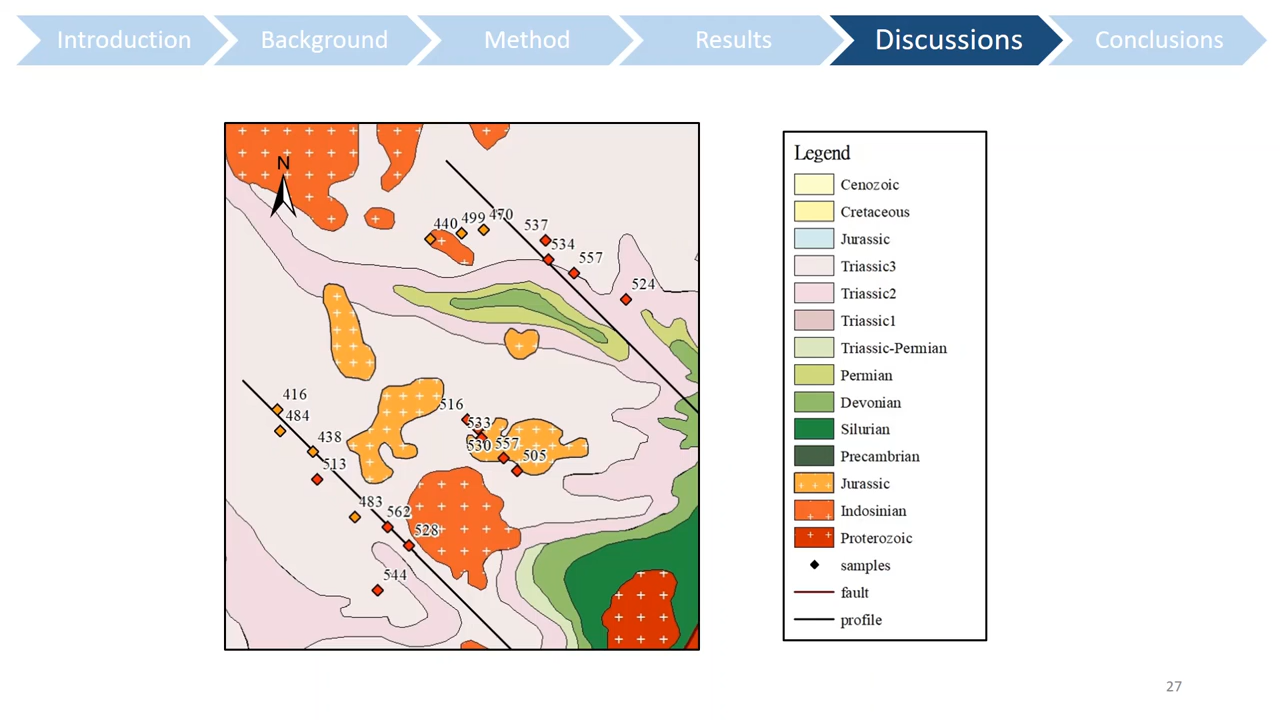 Introduction
Background
Method
Results
Discussions
Conclusions
N
440
499
470
537
534
557
524
416
484
438
513
483
562
528
544
516
533
530
557
505
Legend
Cenozoic
Cretaceous
Jurassic
Triassic3
Triassic2
Triassic1
Triassic-Permian
Permian
Devonian
Silurian
Precambrian
Jurassic
Indosinian
Proterozoic
samples
fault
profile
27